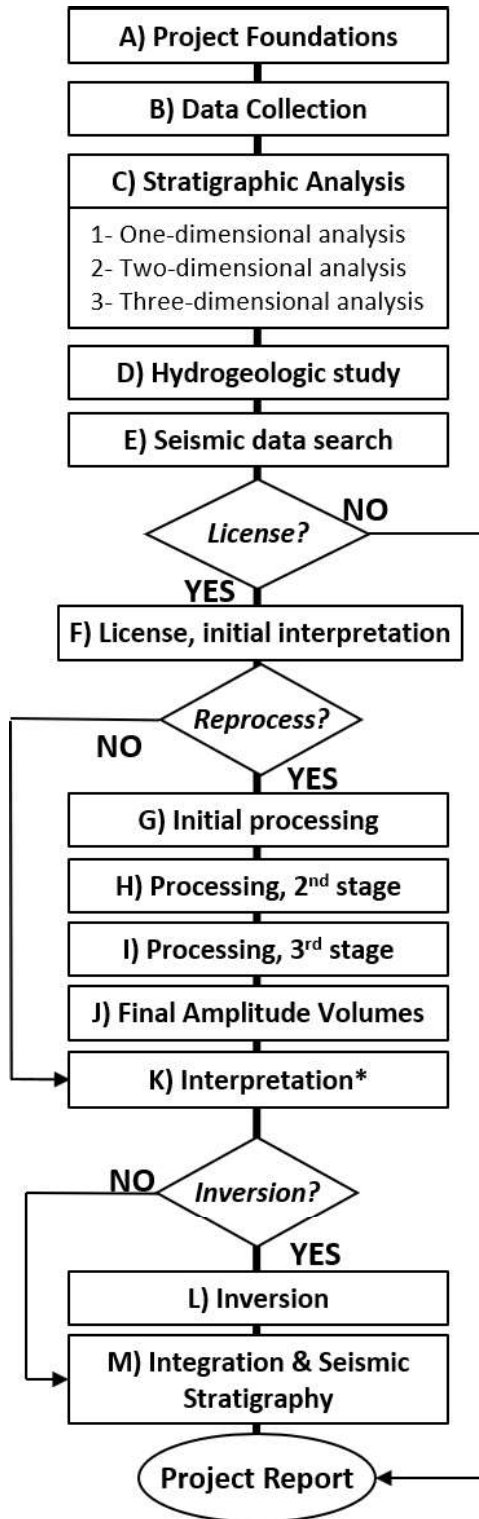 A) Project Foundations
B) Data Collection
C) Stratigraphic Analysis
1- One-dimensional analysis
2- Two-dimensional analysis
3- Three-dimensional analysis
D) Hydrogeologic study
E) Seismic data search
License?
NO
YES
F) License, initial interpretation
Reprocess?
NO
YES
G) Initial processing
H) Processing, 2nd stage
I) Processing, 3rd stage
J) Final Amplitude Volumes
K) Interpretation*
NO
Inversion?
YES
L) Inversion
M) Integration & Seismic
Stratigraphy
Project Report